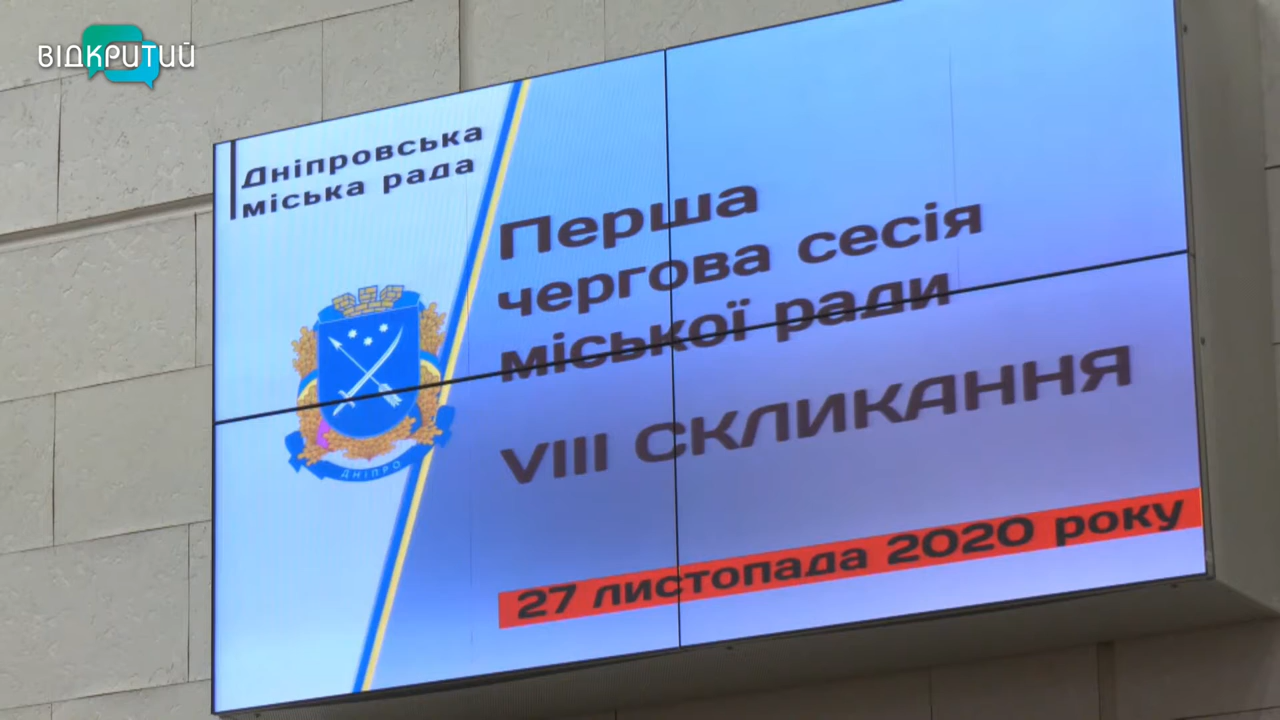 ВІДКРИТИЙ
Дніпровська
міська рада
Перша
чергова сесія
міської ради
VIII СКЛИКАННЯ
27 листопада 2020 року
ДНІПРО